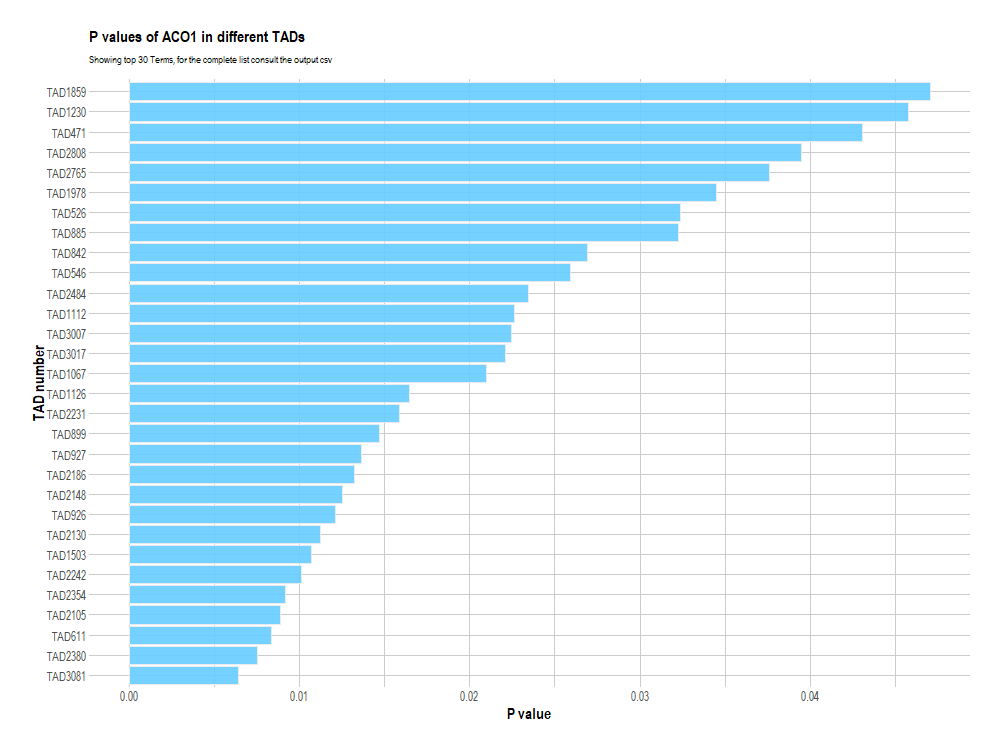 P values of ACO1 in different TADs
Showing top 30 Terms, for the complete list consult the output csv
TAD number
TAD1859
TAD1230
TAD471
TAD2808
TAD2765
TAD1978
TAD526
TAD885
TAD842
TAD546
TAD2484
TAD1112
TAD3007
TAD3017
TAD1067
TAD1126
TAD2231
TAD899
TAD927
TAD2186
TAD2148
TAD926
TAD2130
TAD1503
TAD2242
TAD2354
TAD2105
TAD611
TAD2380
TAD3081
0.00 0.01 0.02 0.03 0.04
P value